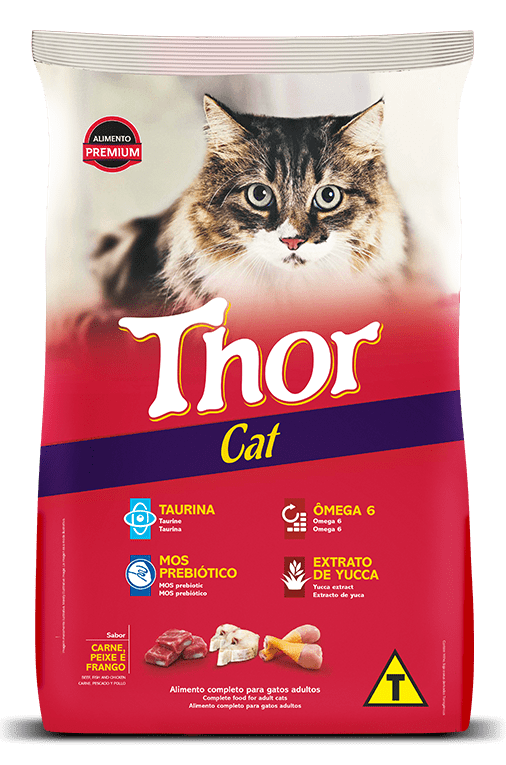 ALIMENTO
PREMIUM
Thor
Cat
TAURINA
Taurine
Taurina
ÔMEGA 6
Omega 6
Omega 6
MOS
PREBIÓTICO
MOS prebiotic
MOS prebiótico
EXTRATO
DE YUCCA
Yucca extract
Extracto de yuca
Sabor
CARNE,
PEIXE E
FRANGO
BEEF, FISH AND CHICKEN
CARNE, PESCADO Y POLLO
Alimento completo para gatos adultos
Complete food for adult cats
Alimento completo para gatos adultos
T